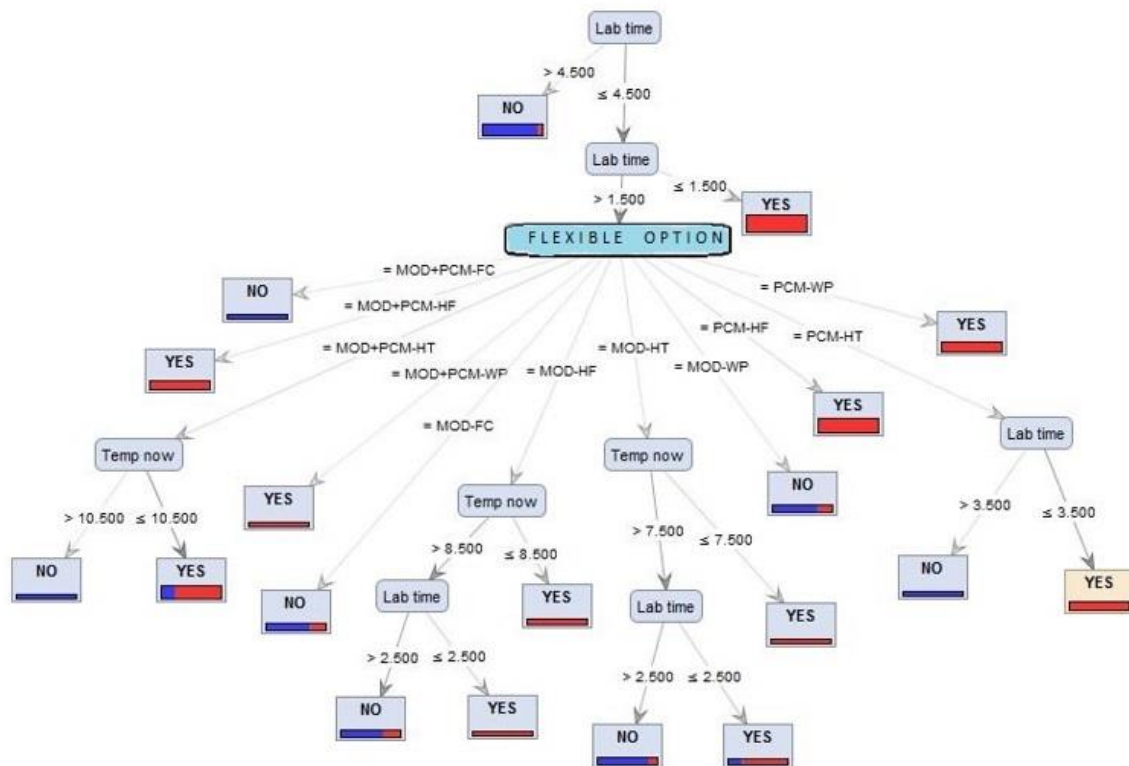 Lab time
> 4.500
≤ 4.500
NO
Lab time
> 1.500
≤ 1.500
YES
FLEXIBLE OPTION
= MOD+PCM-FC
NO
= MOD+PCM-HF
YES
= MOD+PCM-HT
= MOD+PCM-WP
= MOD-FC
= MOD-HF
= MOD-HT
= MOD-WP
= PCM-HF
= PCM-HT
= PCM-WP
YES
YES
Temp now
> 10.500
≤ 10.500
NO
YES
YES
NO
Temp now
> 8.500
≤ 8.500
Lab time
YES
> 2.500
≤ 2.500
NO
YES
Temp now
> 7.500
≤ 7.500
Lab time
YES
> 2.500
≤ 2.500
NO
YES
NO
Lab time
> 3.500
≤ 3.500
NO
YES